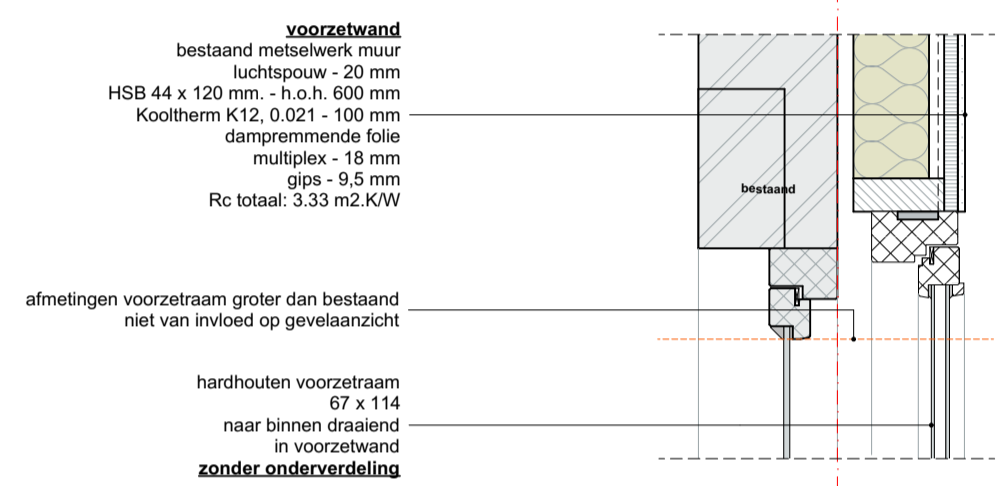 voorzetwand
bestaand metselwerk muur
luchtspouw - 20 mm
HSB 44 x 120 mm. - h.o.h. 600 mm
Kooltherm K12, 0.021 - 100 mm
dampremmende folie
multiplex - 18 mm
gips - 9,5 mm
Rc totaal: 3.33 m2.K/W
bestaand
afmetingen voorzetraam groter dan bestaand
niet van invloed op gevelaanzicht
hardhouten voorzetraam
67 x 114
naar binnen draaiend
in voorzetwand
zonder onderverdeling